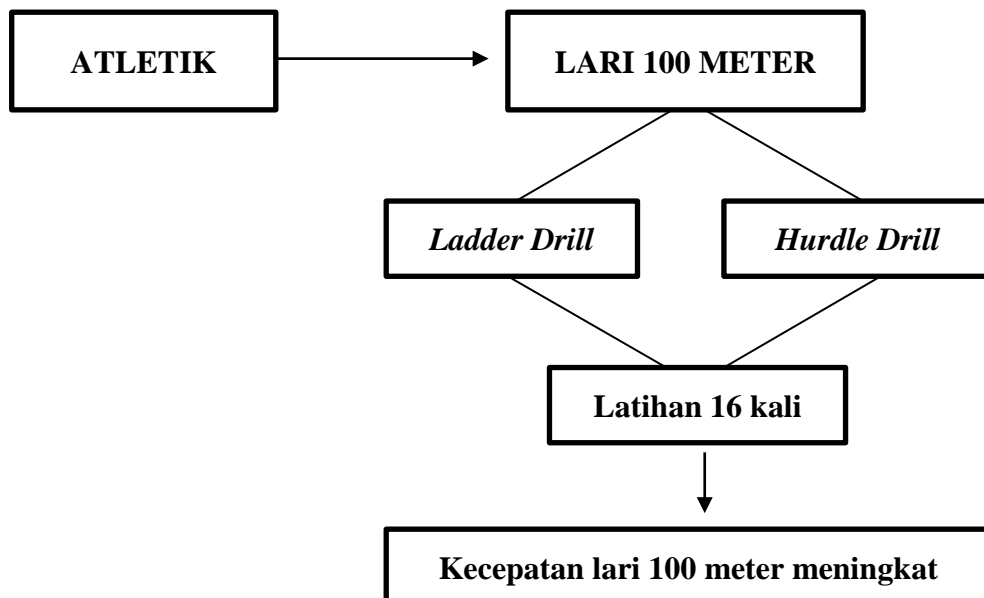 ATLETIK
LARI 100 METER
Ladder Drill
Hurdle Drill
Latihan 16 kali
Kecepatan lari 100 meter meningkat